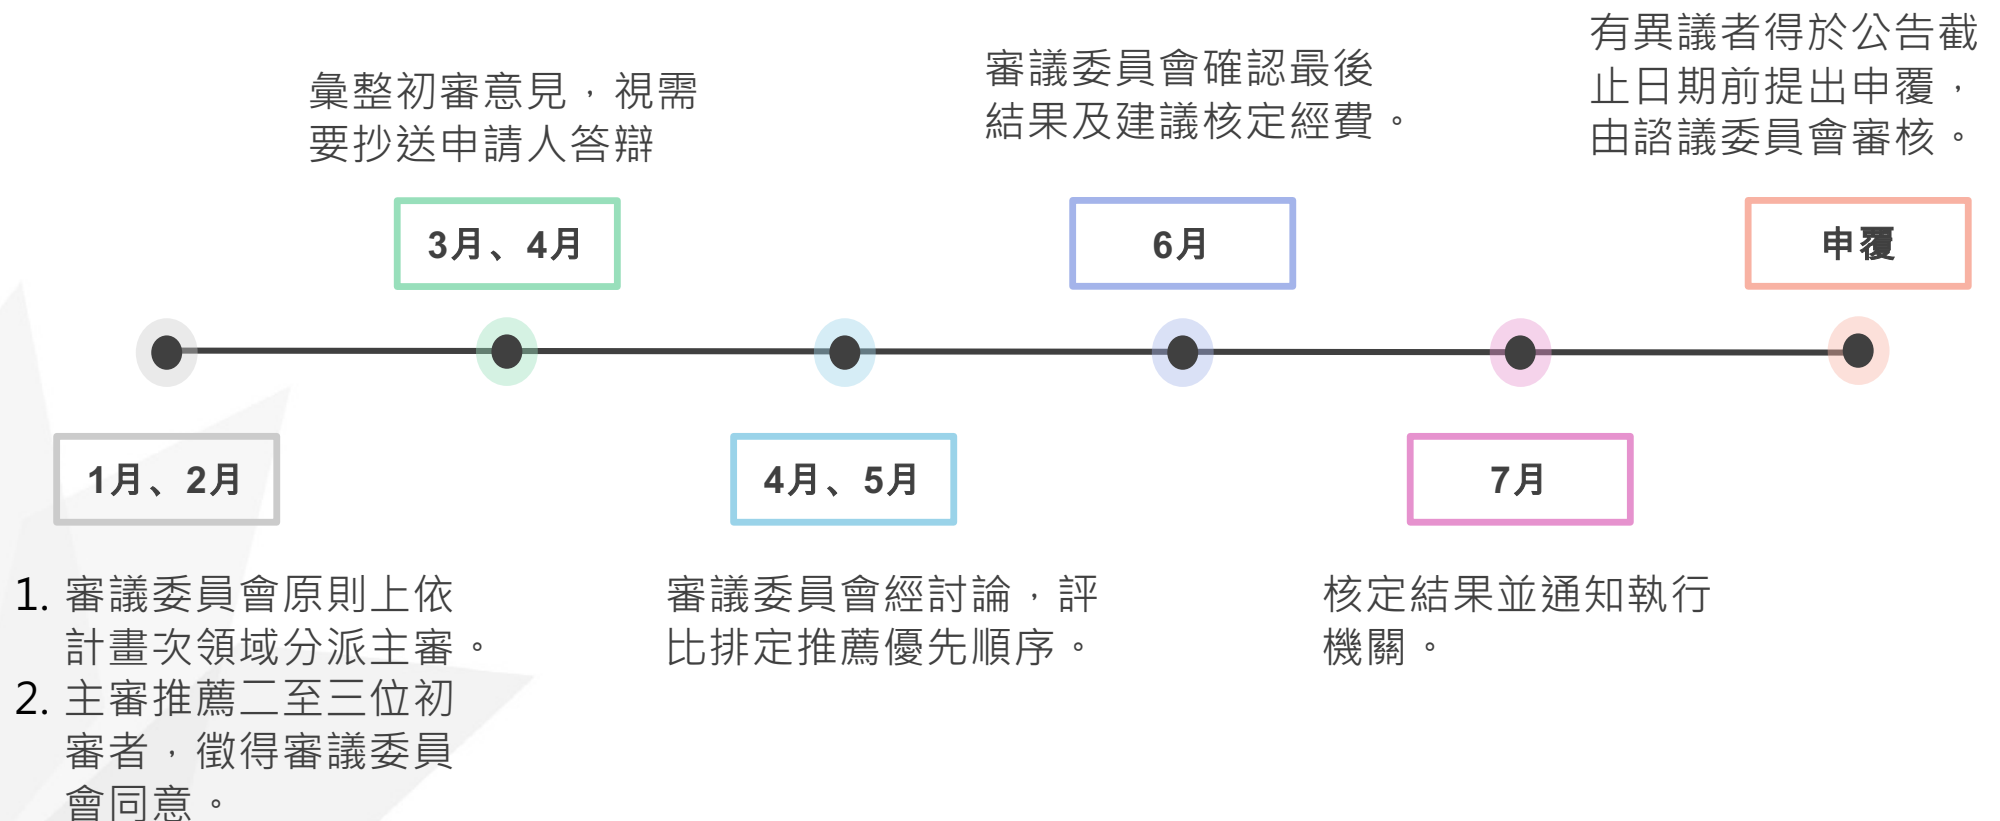 1月、2月
1. 審議委員會原則上依
計畫次領域分派主審。
2. 主審推薦二至三位初
審者，徵得審議委員
會同意。
彙整初審意見，視需
要抄送申請人答辯
3月、4月
4月、5月
審議委員會經討論，評
比排定推薦優先順序。
審議委員會確認最後
結果及建議核定經費。
6月
7月
核定結果並通知執行
機關。
有異議者得於公告截
止日期前提出申覆，
由諮議委員會審核。
申覆